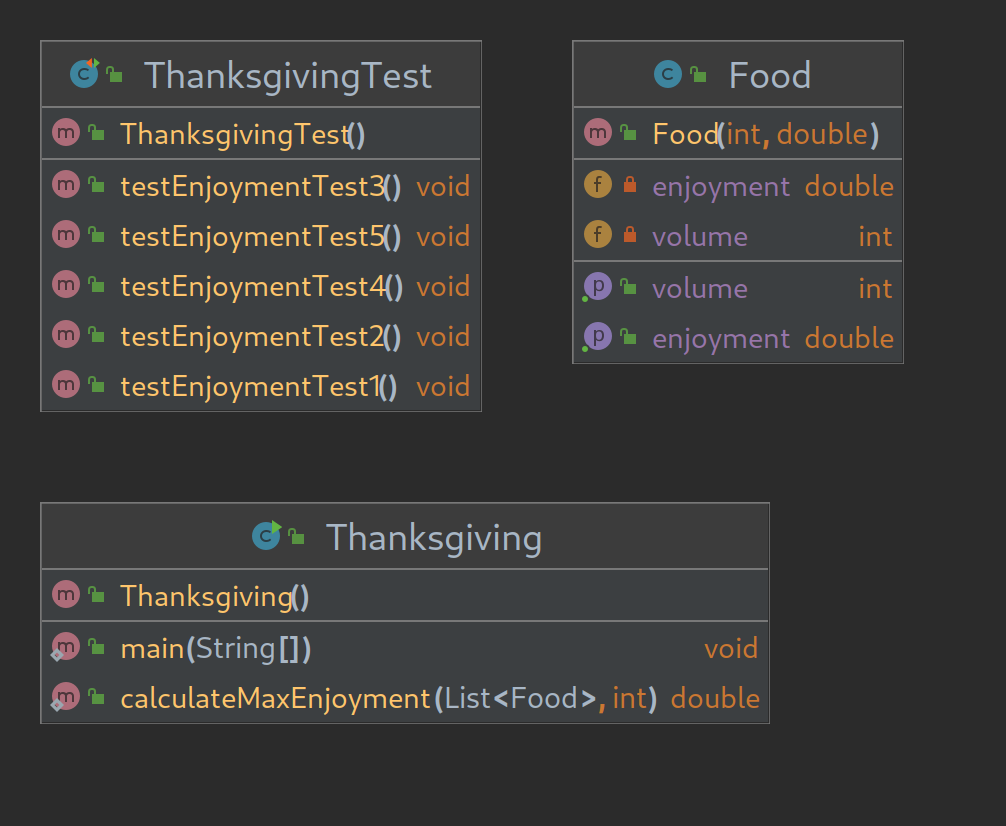 ThanksgivingTest
ThanksgivingTest()
testEnjoymentTest3() void
testEnjoymentTest5() void
testEnjoymentTest4() void
testEnjoymentTest2() void
testEnjoymentTest1() void
Food
Food(int, double)
enjoyment double
volume int
volume int
enjoyment double
Thanksgiving
Thanksgiving()
main(String[]) void
calculateMaxEnjoyment(List<Food>, int) double